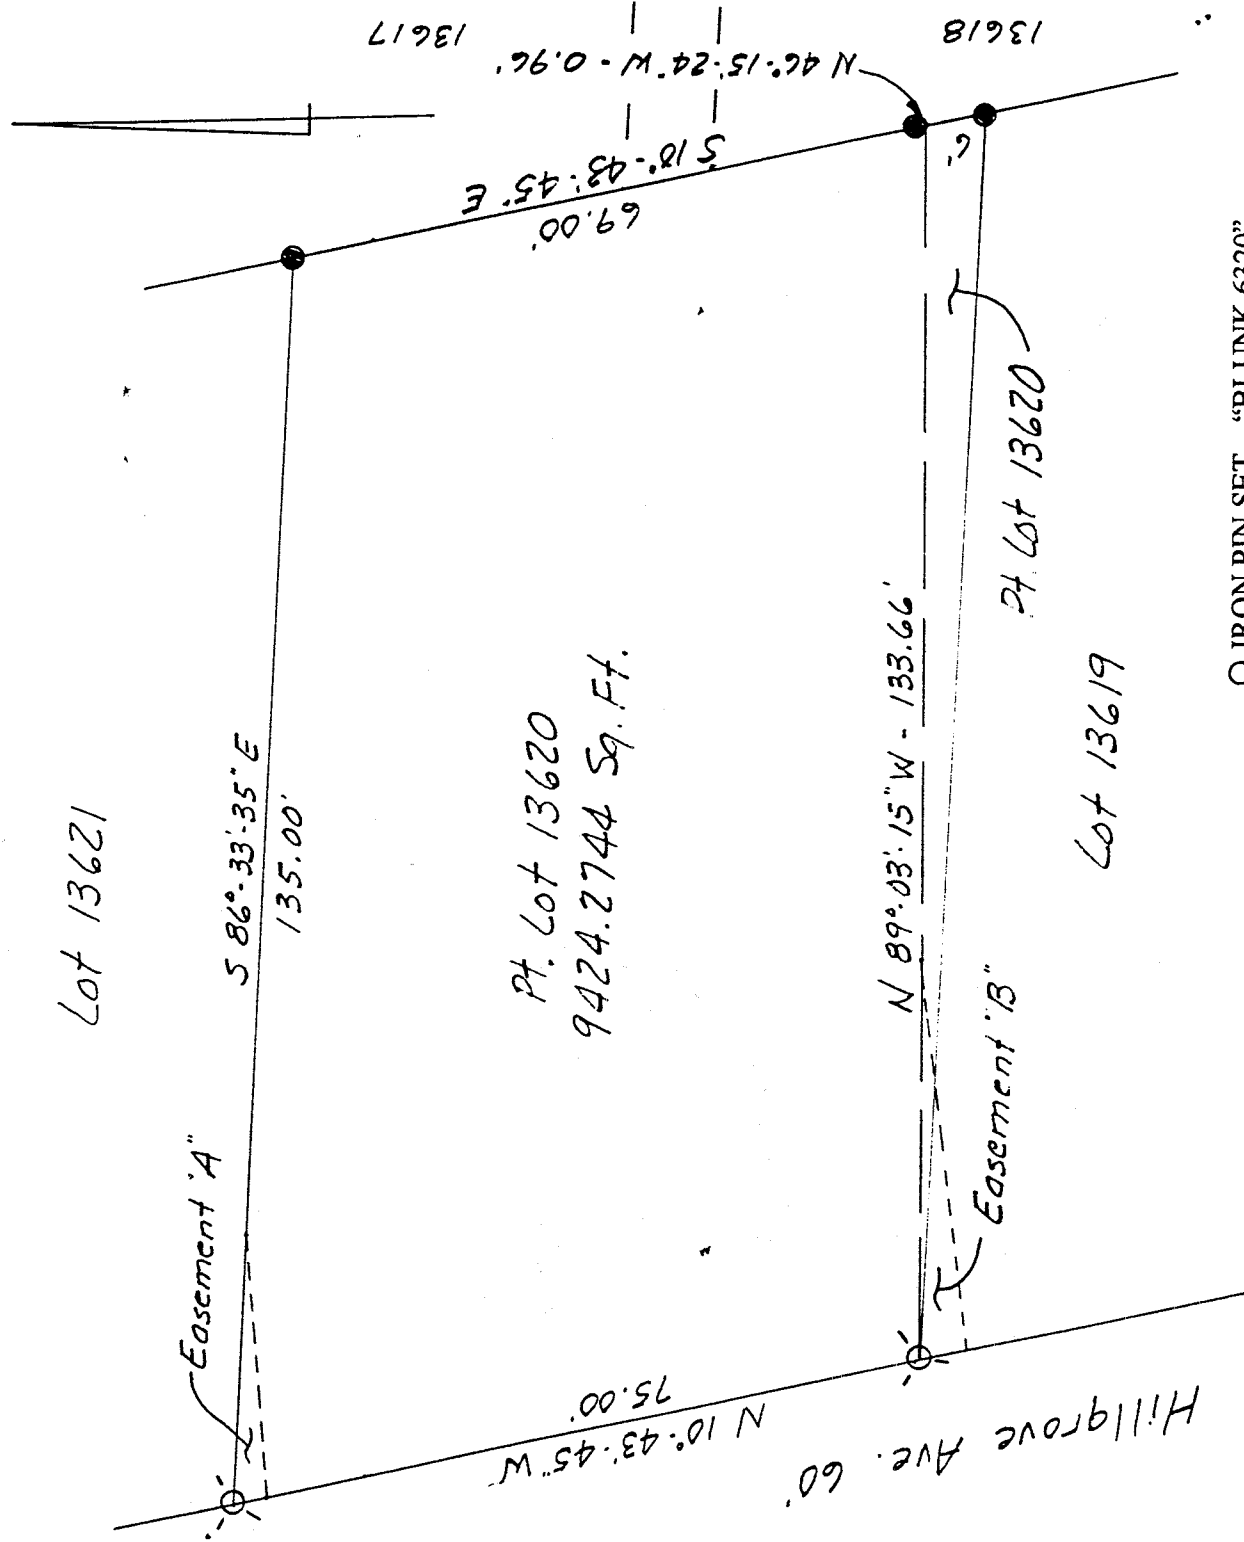 13617
13618
N 46°-15'-24" W - 0.96'
S 10°-43'-45" E
69.00'
6'
Lot 13621
S 86°-33'-35" E
135.00'
Easement "A"
Pt. Lot 13620
9424.2744 Sq. Ft.
N 89°-03'-15" W - 133.66'
Pt. Lot 13620
Easement "B"
Lot 13619
N 10°-43'-45" W
75.00'
Hillgrove Ave. 60'
O IRON PIN SET "BLUNK 6320"